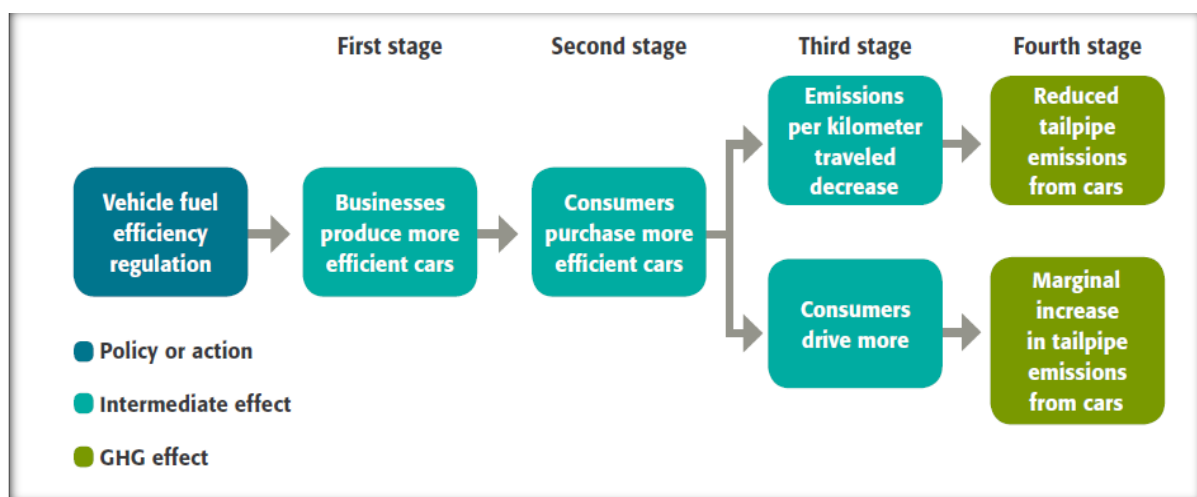 First stage
Second stage
Third stage
Fourth stage
Vehicle fuel
efficiency
regulation
Businesses
produce more
efficient cars
Consumers
purchase more
efficient cars
Emissions
per kilometer
traveled
decrease
Reduced
tailpipe
emissions
from cars
Consumers
drive more
Marginal
increase
in tailpipe
emissions
from cars
Policy or action
Intermediate effect
GHG effect